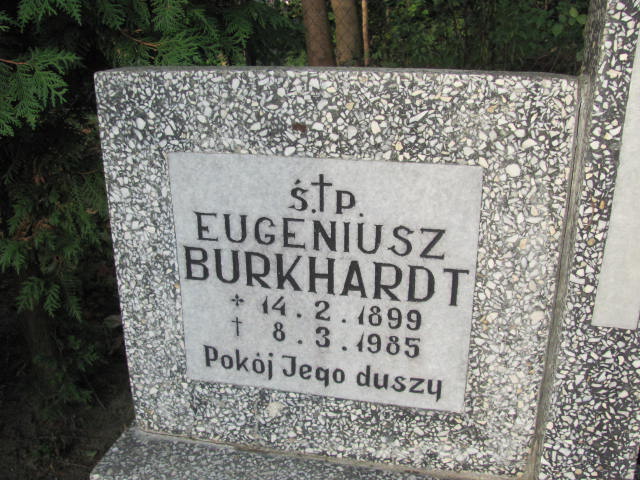 Ś.†P.
EUGENIUSZ
BURKHARDT
+ 14.2.1899
† 8.3.1985
Pokój Jego duszy